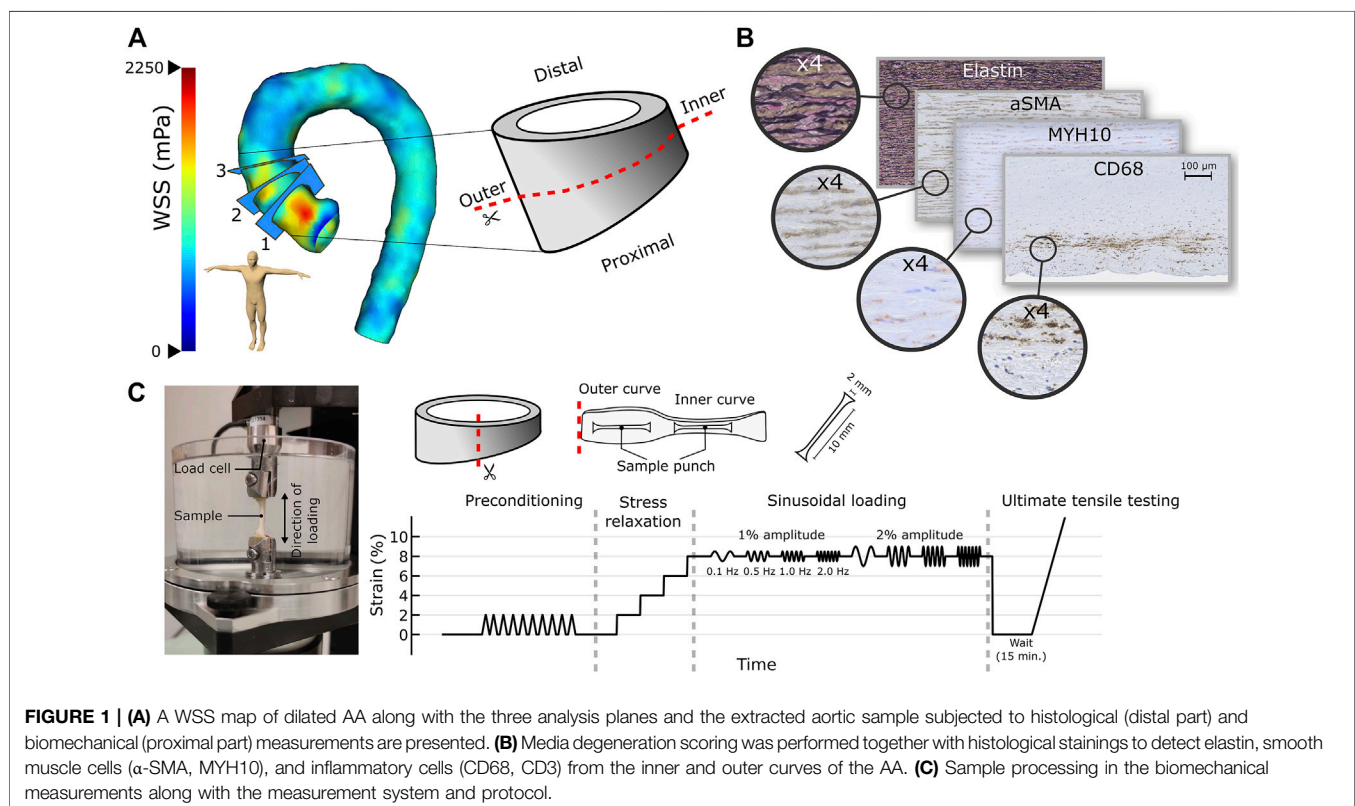 A
2250
WSS (mPa)
0
3
2
1
Distal
Inner
Outer
Proximal
B
x4
Elastin
aSMA
MYH10
CD68
100 µm
x4
x4
x4
C
Load cell
Sample
Direction of
loading
Outer curve
Inner curve
Sample punch
2 mm
10 mm
Preconditioning
Stress
relaxation
Sinusoidal loading
Ultimate tensile testing
Strain (%)
10
8
6
4
2
0
1% amplitude
2% amplitude
0.1 Hz 0.5 Hz 1.0 Hz 2.0 Hz
Wait
(15 min.)
Time
FIGURE 1 | (A) A WSS map of dilated AA along with the three analysis planes and the extracted aortic sample subjected to histological (distal part) and
biomechanical (proximal part) measurements are presented. (B) Media degeneration scoring was performed together with histological stainings to detect elastin, smooth
muscle cells (α-SMA, MYH10), and inflammatory cells (CD68, CD3) from the inner and outer curves of the AA. (C) Sample processing in the biomechanical
measurements along with the measurement system and protocol.